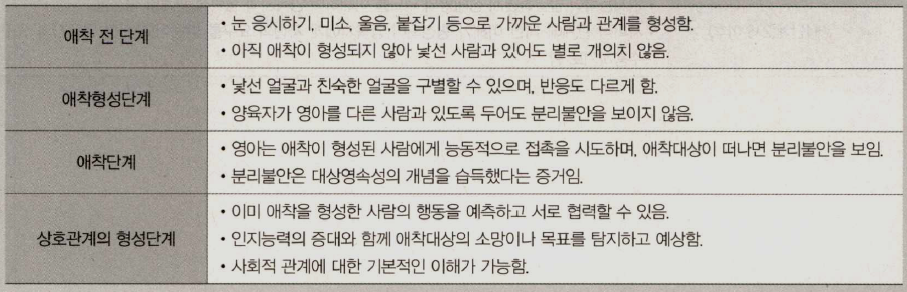 애착 전 단계
• 눈 응시하기, 미소, 울음, 붙잡기 등으로 가까운 사람과 관계를 형성함.
• 아직 애착이 형성되지 않아 낯선 사람과 있어도 별로 개의치 않음.
애착형성단계
• 낯선 얼굴과 친숙한 얼굴을 구별할 수 있으며, 반응도 다르게 함.
• 양육자가 영아를 다른 사람과 있도록 두어도 분리불안을 보이지 않음.
애착단계
• 영아는 애착이 형성된 사람에게 능동적으로 접촉을 시도하며, 애착대상이 떠나면 분리불안을 보임.
• 분리불안은 대상영속성의 개념을 습득했다는 증거임.
상호관계의 형성단계
• 이미 애착을 형성한 사람의 행동을 예측하고 서로 협력할 수 있음.
• 인지능력의 증대와 함께 애착대상의 소망이나 목표를 탐지하고 예상함.
• 사회적 관계에 대한 기본적인 이해가 가능함.